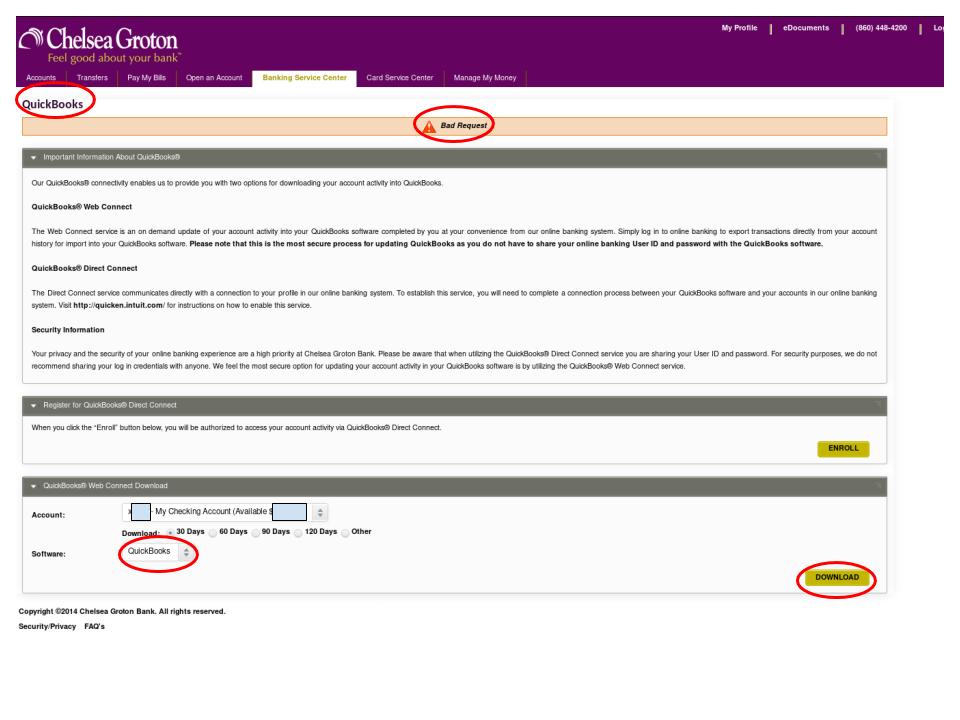 My Profile | eDocuments | (860) 448-4200 |
Chelsea Groton
Feel good about your bank™
Accounts Transfers Pay My Bills Open an Account Banking Service Center Card Service Center Manage My Money
QuickBooks
Bad Request
Important Information About QuickBooks®
Our QuickBooks® connectivity enables us to provide you with two options for downloading your account activity into QuickBooks.
QuickBooks® Web Connect
The Web Connect service is an on demand update of your account activity into your QuickBooks software completed by you at your convenience from our online banking system. Simply log in to online banking to export transactions directly from your account
history for import into your QuickBooks software. Please note that this is the most secure process for updating QuickBooks as you do not have to share your online banking User ID and password with the QuickBooks software.
QuickBooks® Direct Connect
The Direct Connect service communicates directly with a connection to your profile in our online banking system. To establish this service, you will need to complete a connection process between your QuickBooks software and your accounts in our online banking
system. Visit http://quicken.intuit.com/ for instructions on how to enable this service.
Security Information
Your privacy and the security of your online banking experience are a high priority at Chelsea Groton Bank. Please be aware that when utilizing the QuickBooks® Direct Connect service you are sharing your User ID and password. For security purposes, we do not
recommend sharing your log in credentials with anyone. We feel the most secure option for updating your account activity in your QuickBooks software is by utilizing the QuickBooks® Web Connect service.
Register for QuickBooks® Direct Connect
When you click the "Enroll" button below, you will be authorized to access your account activity via QuickBooks® Direct Connect.
ENROLL
QuickBooks® Web Connect Download
Account: - My Checking Account (Available $
Download: 30 Days 60 Days 90 Days 120 Days Other
Software: QuickBooks
DOWNLOAD
Copyright ©2014 Chelsea Groton Bank. All rights reserved.
Security/Privacy FAQ's